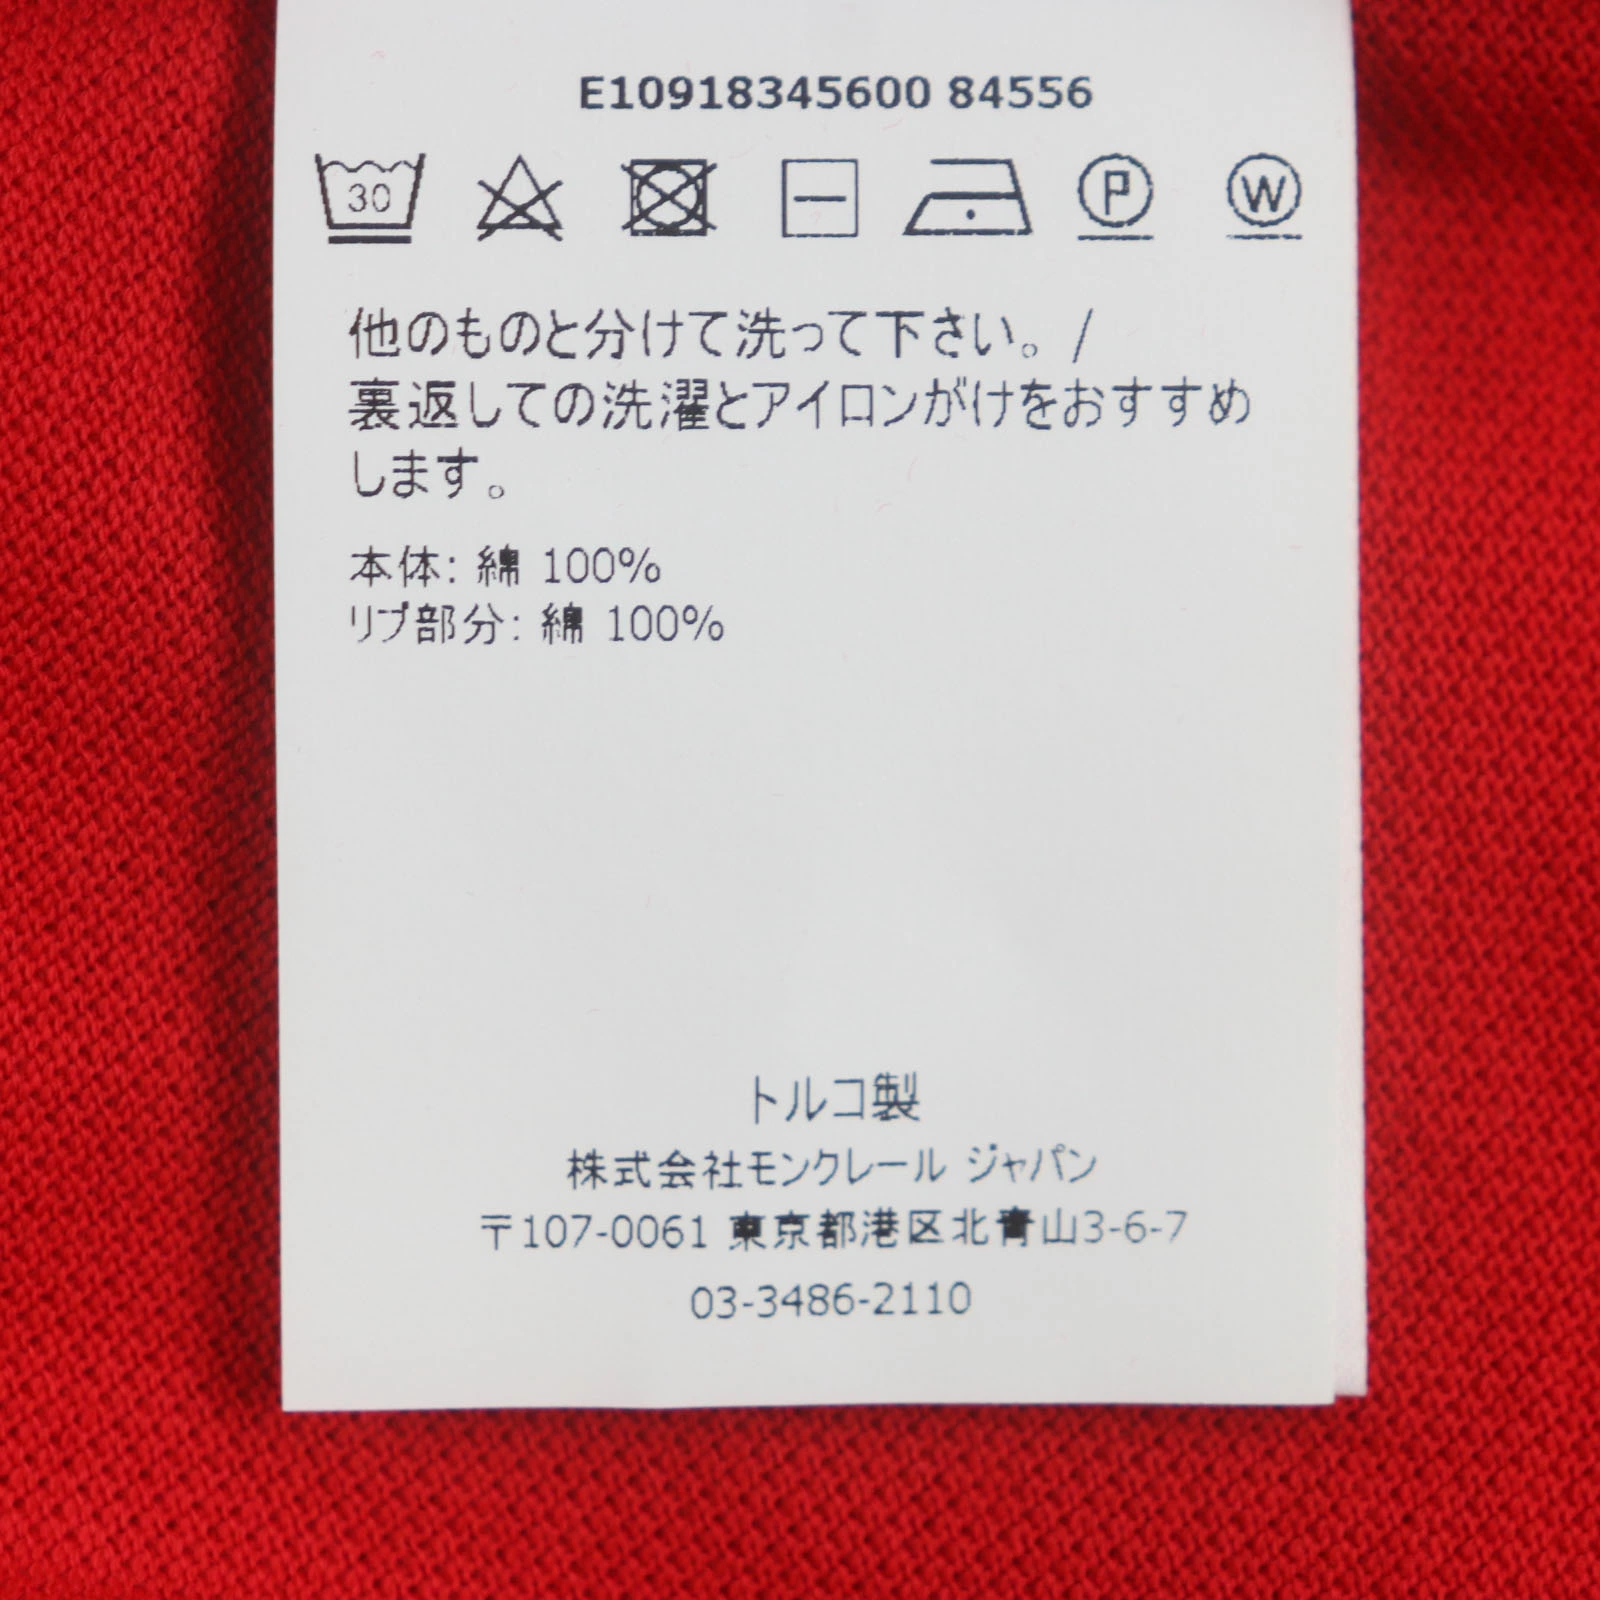 E10918345600 84556
30 P W
他のものと分けて洗って下さい。/
裏返しての洗濯とアイロンがけをおすすめ
します。
本体: 綿 100%
リブ部分: 綿 100%
トルコ製
株式会社モンクレール ジャパン
〒107-0061 東京都港区北青山3-6-7
03-3486-2110